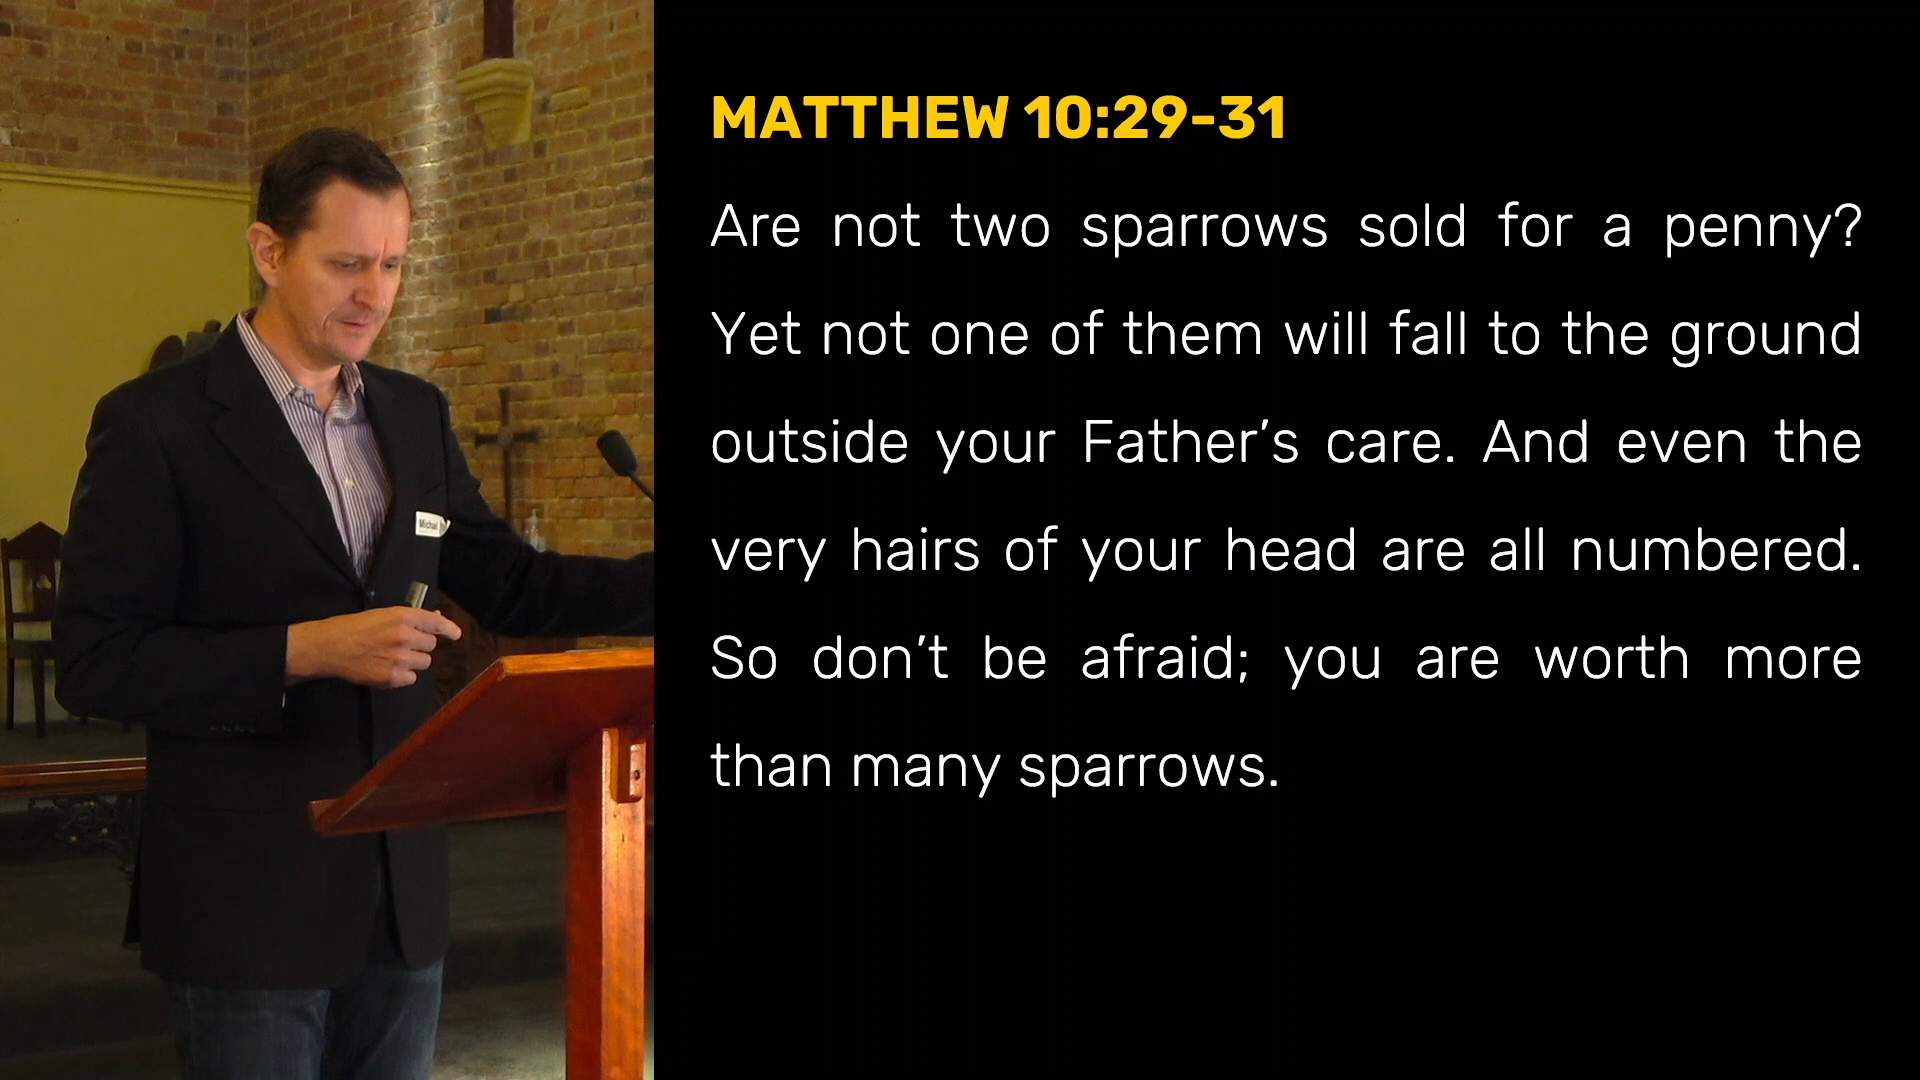 MATTHEW 10:29-31
Are not two sparrows sold for a penny?
Yet not one of them will fall to the ground
outside your Father’s care. And even the
very hairs of your head are all numbered.
So don’t be afraid; you are worth more
than many sparrows.
Michael